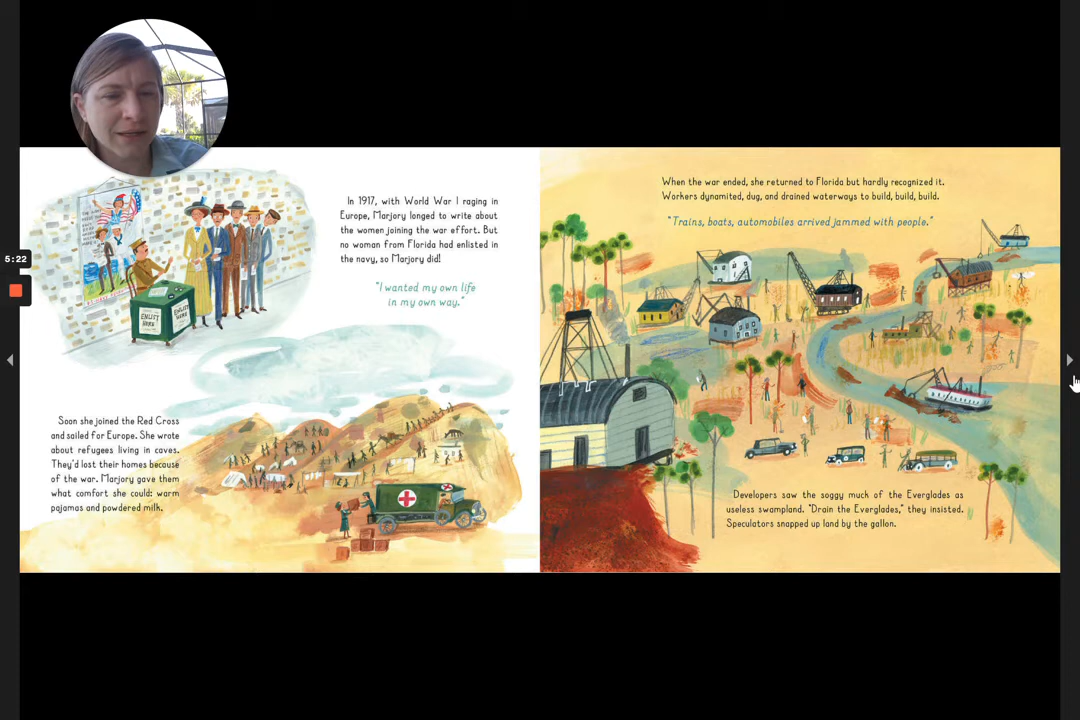 5:22
In 1917, with World War I raging in
Europe, Marjory longed to write about
the women joining the war effort. But
no woman from Florida had enlisted in
the navy, so Marjory did!
"I wanted my own life
in my own way."
ENLIST
HERE
ENLIST
HERE
Soon she joined the Red Cross
and sailed for Europe. She wrote
about refugees living in caves.
They'd lost their homes because
of the war. Marjory gave them
what comfort she could: warm
pajamas and powdered milk.
When the war ended, she returned to Florida but hardly recognized it.
Workers dynamited, dug, and drained waterways to build, build, build.
"Trains, boats, automobiles arrived jammed with people."
Developers saw the soggy muck of the Everglades as
useless swampland. "Drain the Everglades," they insisted.
Speculators snapped up land by the gallon.